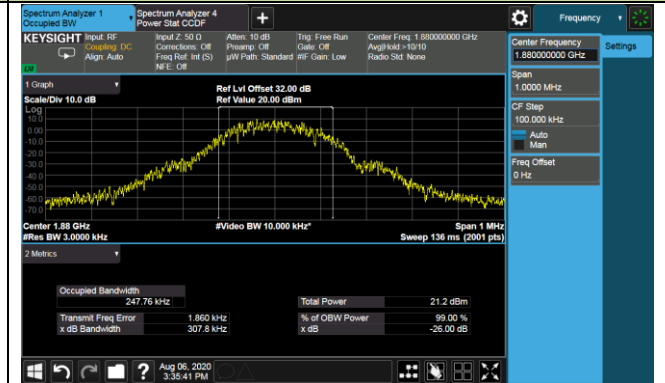 Spectrum Analyzer 1
Occupied BW
Spectrum Analyzer 4
Power Stat CCDF
+
Frequency
KEYSIGHT
Input: RF
Coupling: DC
Align: Auto
Input Z: 50 Ω
Corrections: Off
Freq Ref: Int (S)
NFE: Off
Atten: 10 dB
Preamp: Off
µW Path: Standard
Trig: Free Run
Gate: Off
#IF Gain: Low
Center Freq: 1.880000000 GHz
Avg|Hold:>10/10
Radio Std: None
Center Frequency
1.880000000 GHz
Settings
Span
1.0000 MHz
CF Step
100.000 kHz
Auto
Man
Freq Offset
0 Hz
1 Graph
Scale/Div 10.0 dB
Ref Lvl Offset 32.00 dB
Ref Value 20.00 dBm
Log
10.0
0.00
-10.0
-20.0
-30.0
-40.0
-50.0
-60.0
-70.0
Center 1.88 GHz
#Res BW 3.0000 kHz
#Video BW 10.000 kHz*
Span 1 MHz
Sweep 136 ms (2001 pts)
2 Metrics
Occupied Bandwidth
247.76 kHz
Total Power 21.2 dBm
Transmit Freq Error 1.860 kHz
% of OBW Power 99.00 %
x dB Bandwidth 307.8 kHz
x dB -26.00 dB
?
Aug 06, 2020
3:35:41 PM